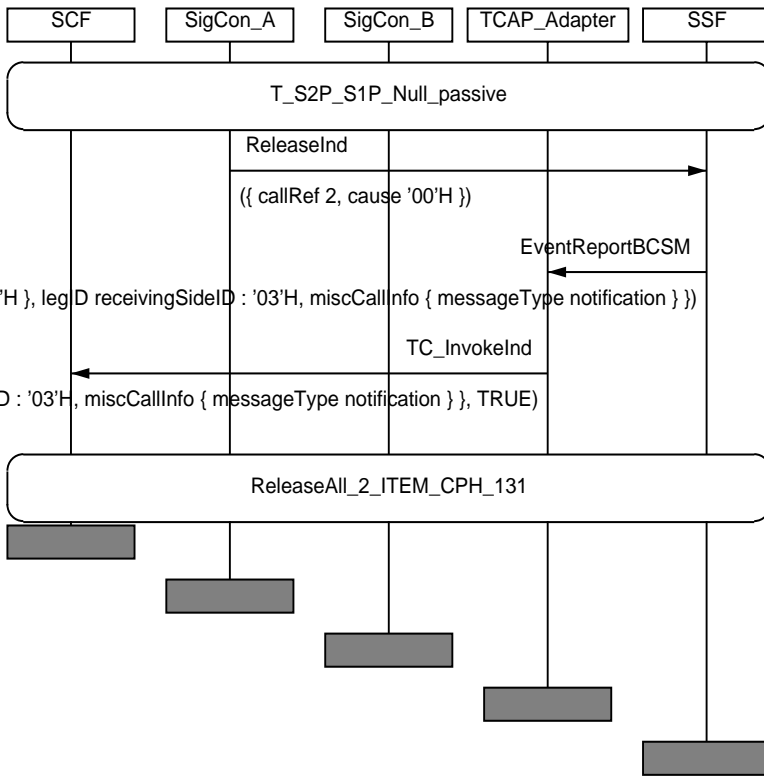 SCF SigCon_A SigCon_B TCAP_Adapter SSF
T_S2P_S1P_Null_passive
ReleaseInd
({ callRef 2, cause '00'H })
EventReportBCSM
'H }, legID receivingSideID : '03'H, miscCallInfo { messageType notification } })
TC_InvokeInd
D : '03'H, miscCallInfo { messageType notification } }, TRUE)
ReleaseAll_2_ITEM_CPH_131